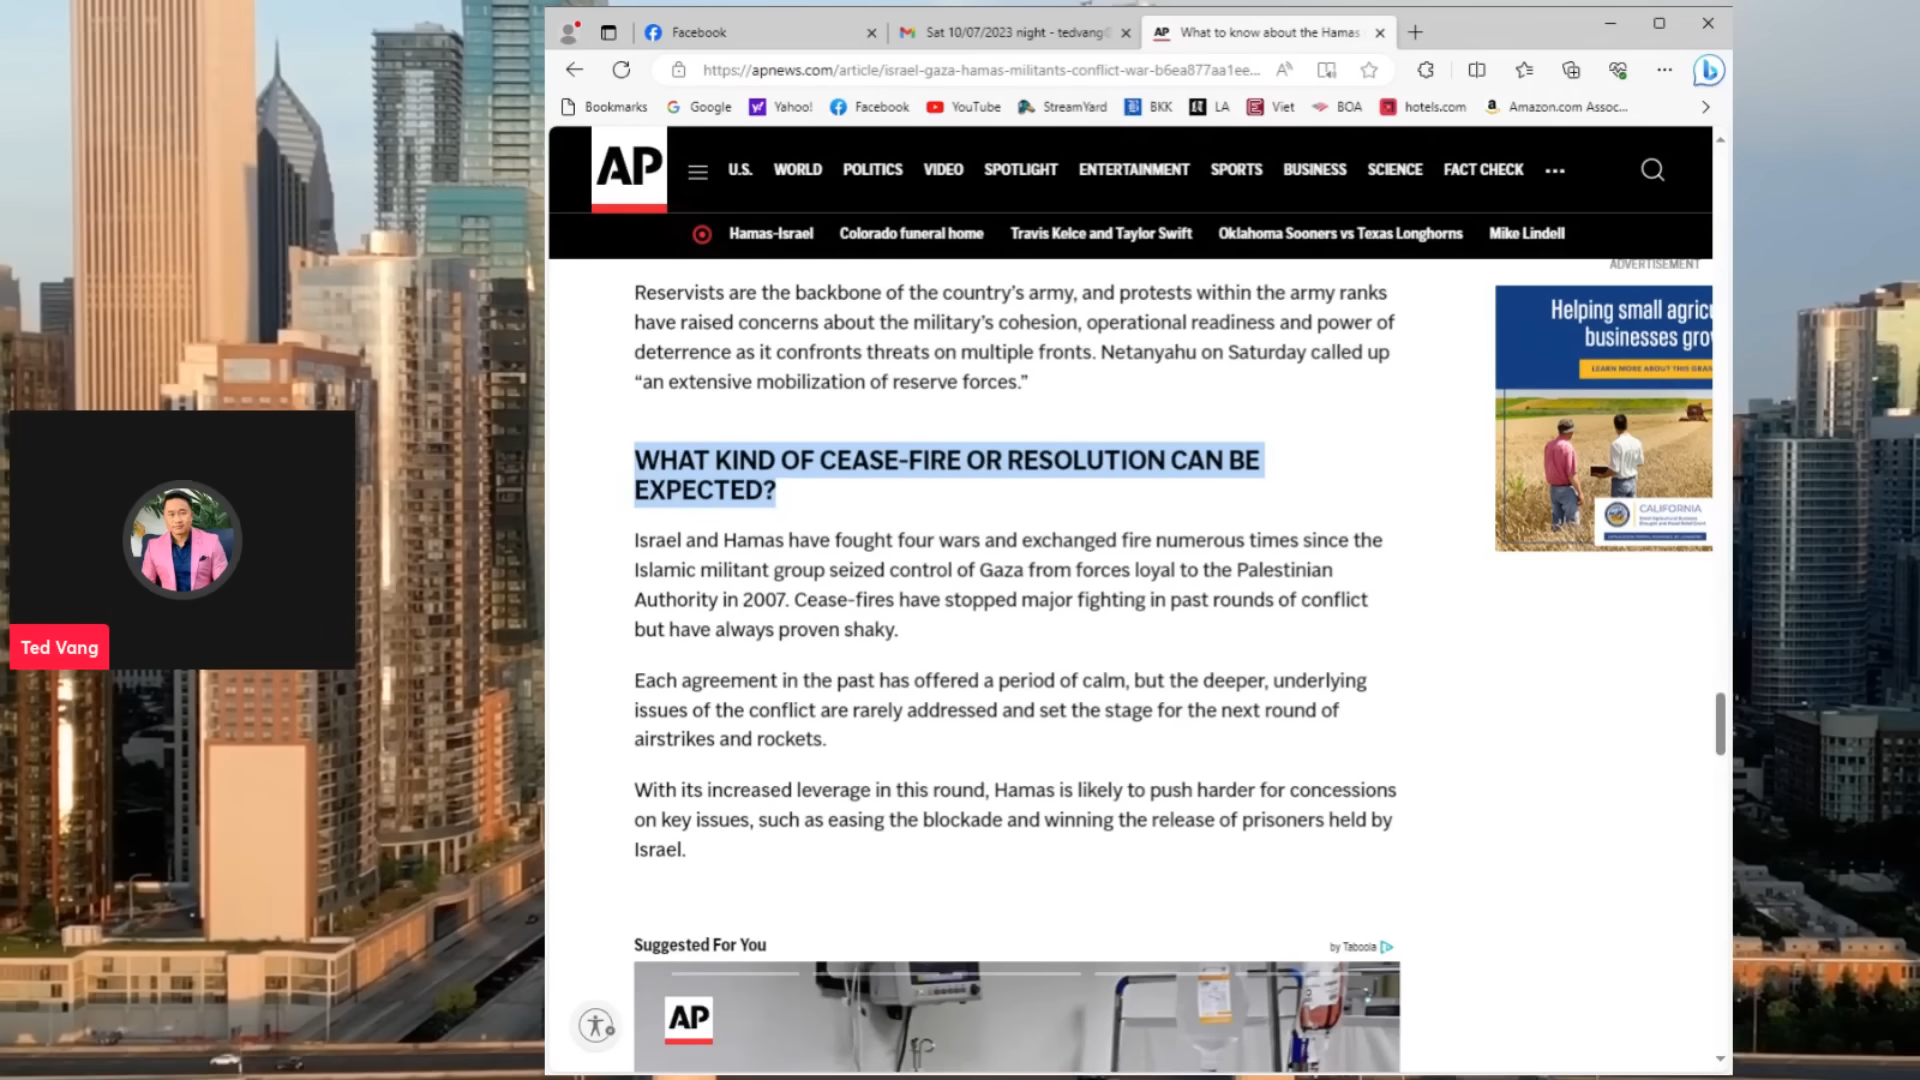 Facebook
Sat 10/07/2023 night - tedvang
AP What to know about the Hamas
https://apnews.com/article/israel-gaza-hamas-militants-conflict-war-b6ea877aa1ee...
Bookmarks Google Yahoo! Facebook YouTube StreamYard BKK LA Viet BOA hotels.com Amazon.com Assoc...
AP
U.S. WORLD POLITICS VIDEO SPOTLIGHT ENTERTAINMENT SPORTS BUSINESS SCIENCE FACT CHECK
Hamas-Israel Colorado funeral home Travis Kelce and Taylor Swift Oklahoma Sooners vs Texas Longhorns Mike Lindell
ADVERTISEMENT
Reservists are the backbone of the country’s army, and protests within the army ranks
have raised concerns about the military’s cohesion, operational readiness and power of
deterrence as it confronts threats on multiple fronts. Netanyahu on Saturday called up
“an extensive mobilization of reserve forces.”
WHAT KIND OF CEASE-FIRE OR RESOLUTION CAN BE
EXPECTED?
Israel and Hamas have fought four wars and exchanged fire numerous times since the
Islamic militant group seized control of Gaza from forces loyal to the Palestinian
Authority in 2007. Cease-fires have stopped major fighting in past rounds of conflict
but have always proven shaky.
Each agreement in the past has offered a period of calm, but the deeper, underlying
issues of the conflict are rarely addressed and set the stage for the next round of
airstrikes and rockets.
With its increased leverage in this round, Hamas is likely to push harder for concessions
on key issues, such as easing the blockade and winning the release of prisoners held by
Israel.
Helping small agricu
businesses gro
LEARN MORE ABOUT THIS GRAN
CALIFORNIA
Suggested For You
by Taboola
AP
Ted Vang